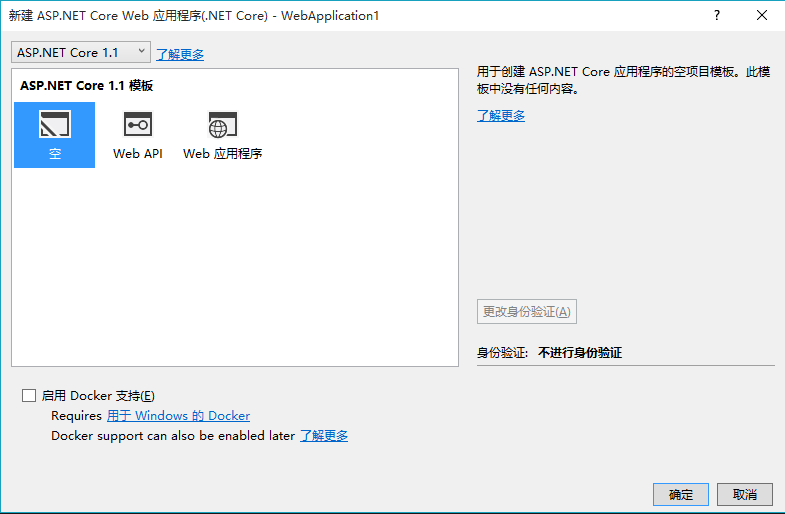 新建 ASP.NET Core Web 应用程序(.NET Core) - WebApplication1
ASP.NET Core 1.1 了解更多
ASP.NET Core 1.1 模板
空 Web API Web 应用程序
用于创建 ASP.NET Core 应用程序的空项目模板。此模
板中没有任何内容。
了解更多
更改身份验证(A)
身份验证: 不进行身份验证
启用 Docker 支持(E)
Requires 用于 Windows 的 Docker
Docker support can also be enabled later 了解更多
确定 取消